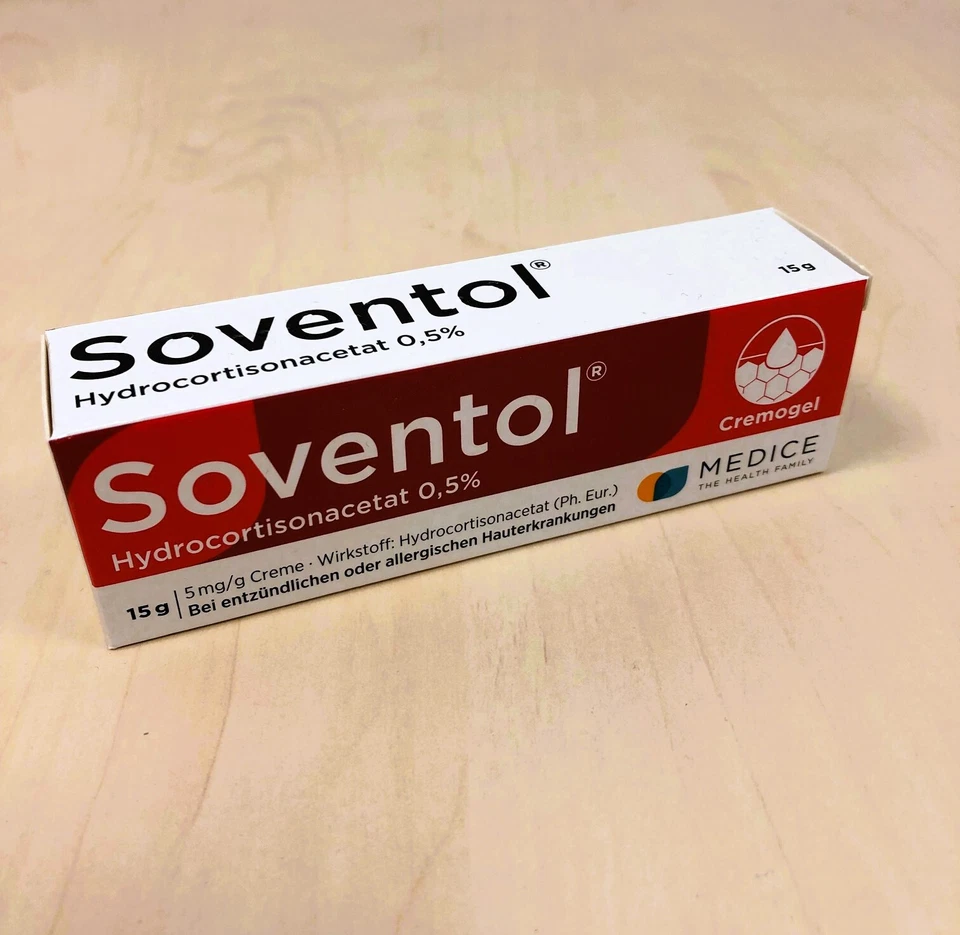 Soventol®
Hydrocortisonacetat 0,5%
15 g
Soventol®
Hydrocortisonacetat 0,5%
Cremogel
15 g
5 mg/g Creme · Wirkstoff: Hydrocortisonacetat (Ph. Eur.)
Bei entzündlichen oder allergischen Hauterkrankungen
MEDICE
THE HEALTH FAMILY